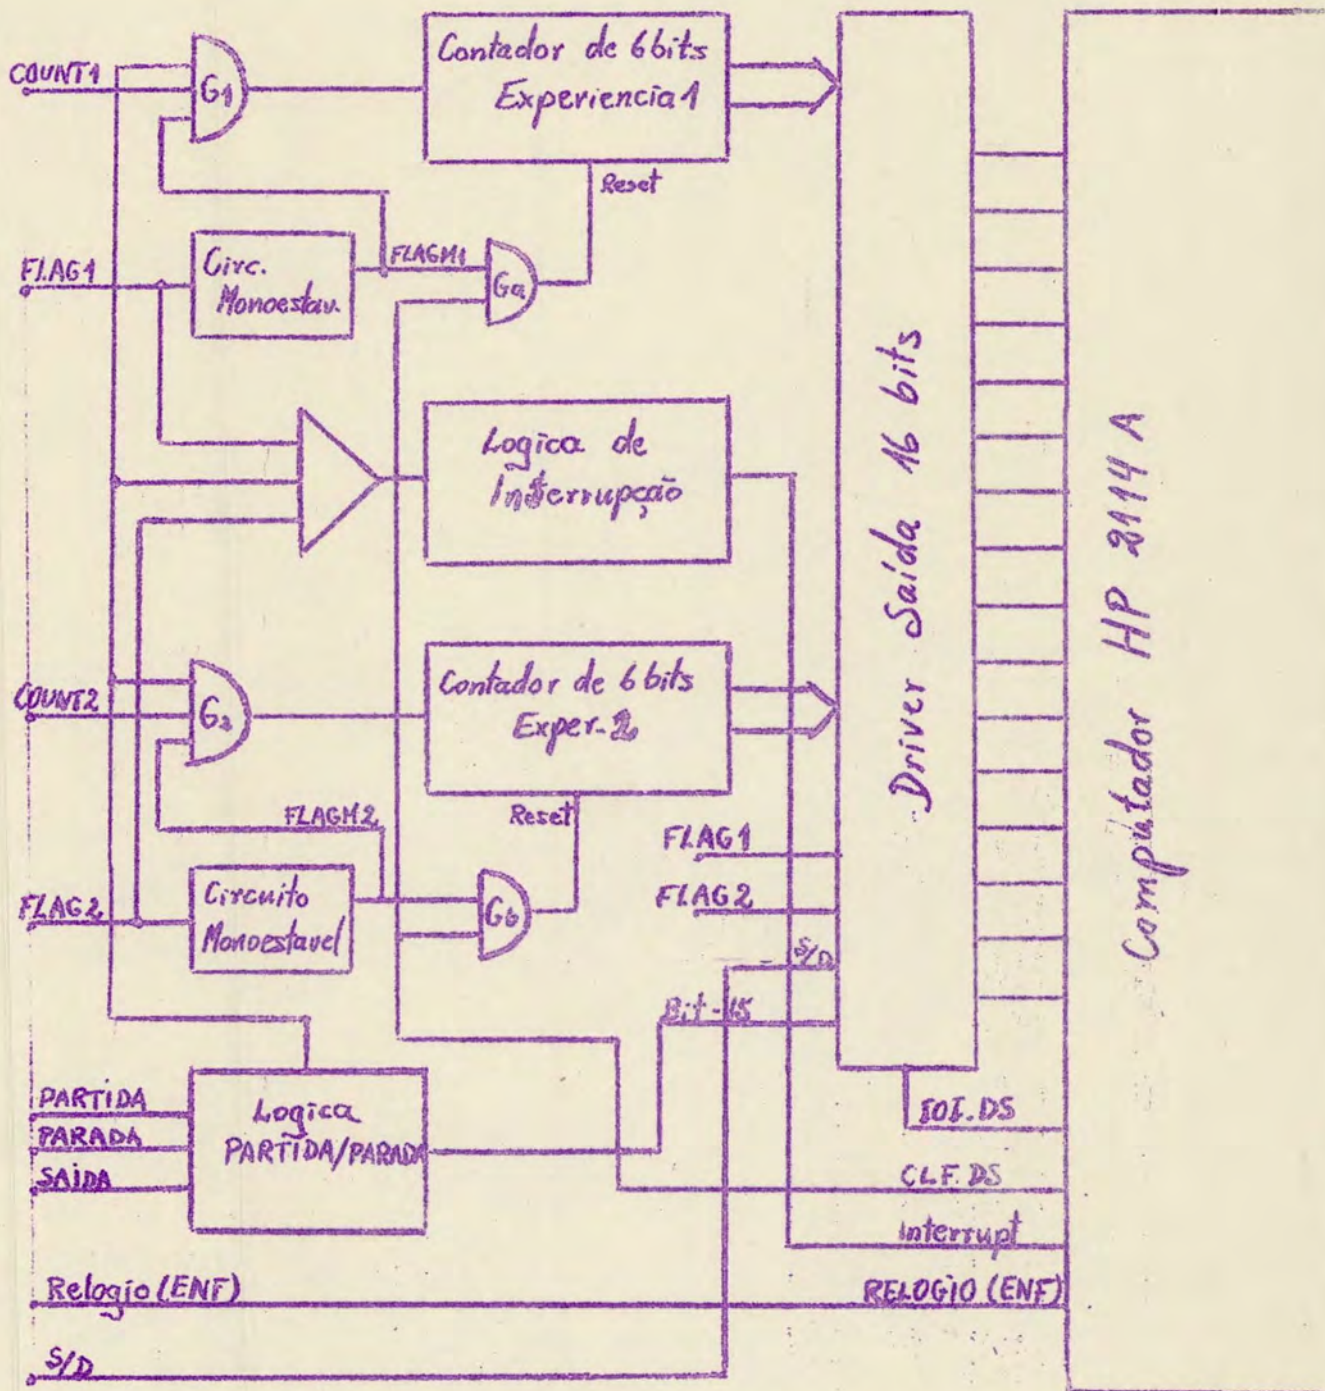 COUNT1
G1
Contador de 6 bits
Experiencia 1
Reset
FLAG1
Circ.
Monoestav.
FLAGM1
Ga
Logica de
Interrupção
Driver Saída 16 bits
Computador HP 2114 A
COUNT2
G2
Contador de 6 bits
Exper-2
Reset
FLAGM2
FLAG2
Circuito
Monoestavel
Gb
FLAG1
FLAG2
S/D
Bit-15
PARTIDA
PARADA
SAÍDA
Logica
PARTIDA/PARADA
IOI.DS
CLF.DS
Interrupt
Relogio (ENF)
RELOGIO (ENF)
S/D